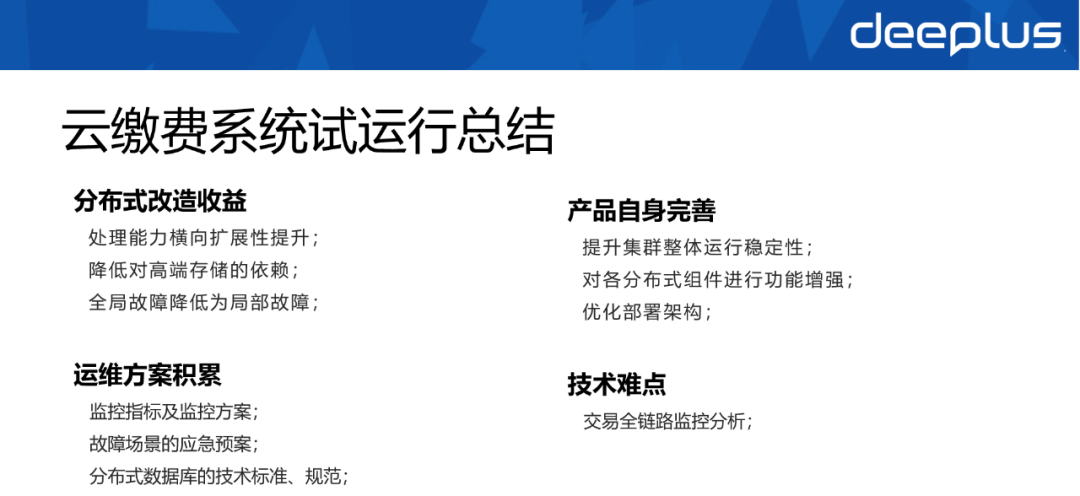 deeplus
云缴费系统试运行总结
分布式改造收益
处理能力横向扩展性提升；
降低对高端存储的依赖；
全局故障降低为局部故障；
产品自身完善
提升集群整体运行稳定性；
对各分布式组件进行功能增强；
优化部署架构；
运维方案积累
监控指标及监控方案；
故障场景的应急预案；
分布式数据库的技术标准、规范；
技术难点
交易全链路监控分析；